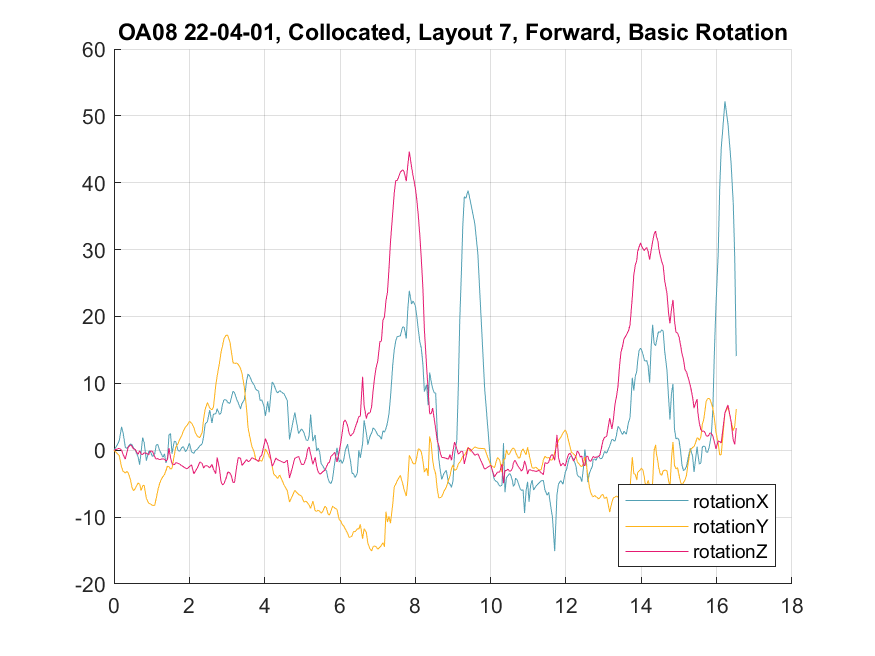 OA08 22-04-01, Collocated, Layout 7, Forward, Basic Rotation
60
50
40
30
20
10
0
-10
-20
rotationX
rotationY
rotationZ
0 2 4 6 8 10 12 14 16 18